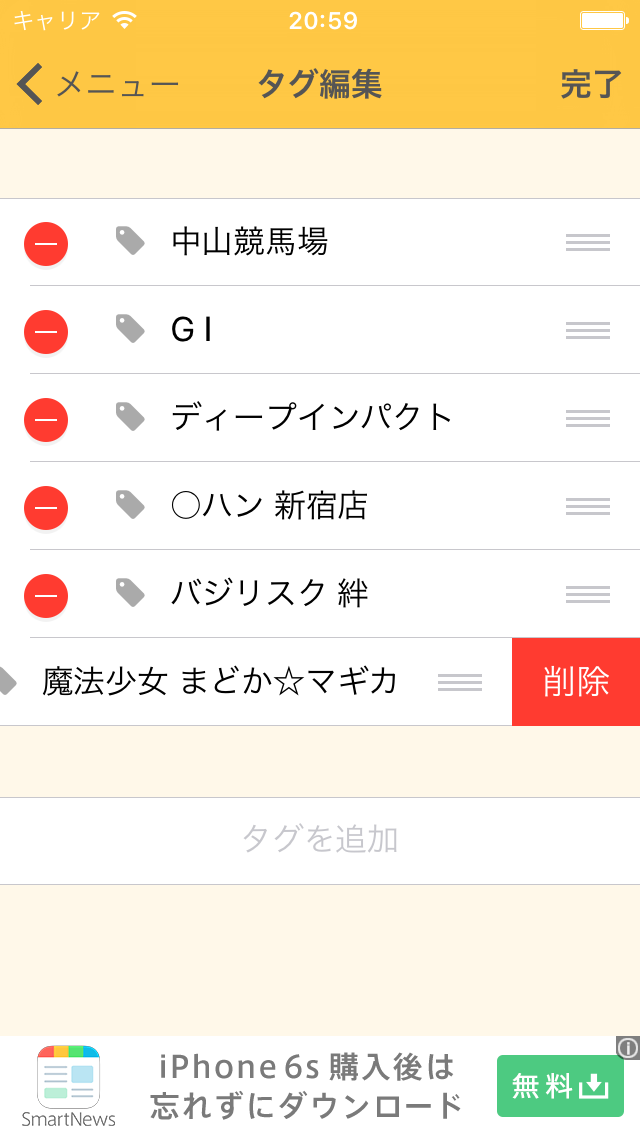 キャリア 20:59
メニュー タグ編集 完了
中山競馬場
GⅠ
ディープインパクト
○ハン 新宿店
バジリスク 絆
魔法少女 まどか☆マギカ 削除
タグを追加
iPhone 6s 購入後は
忘れずにダウンロード
無料
SmartNews